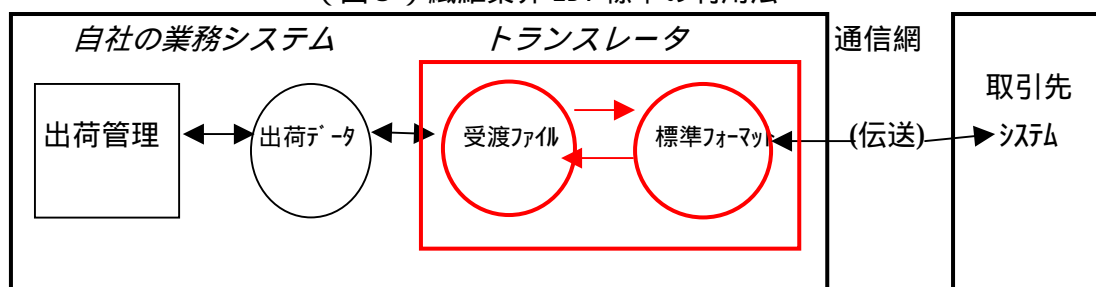 自社の業務システム トランスレータ 通信網
取引先
出荷管理 出荷ﾃﾞｰﾀ 受渡ﾌｧｲﾙ 標準ﾌｫｰﾏｯﾄ (伝送) ｼｽﾃﾑ